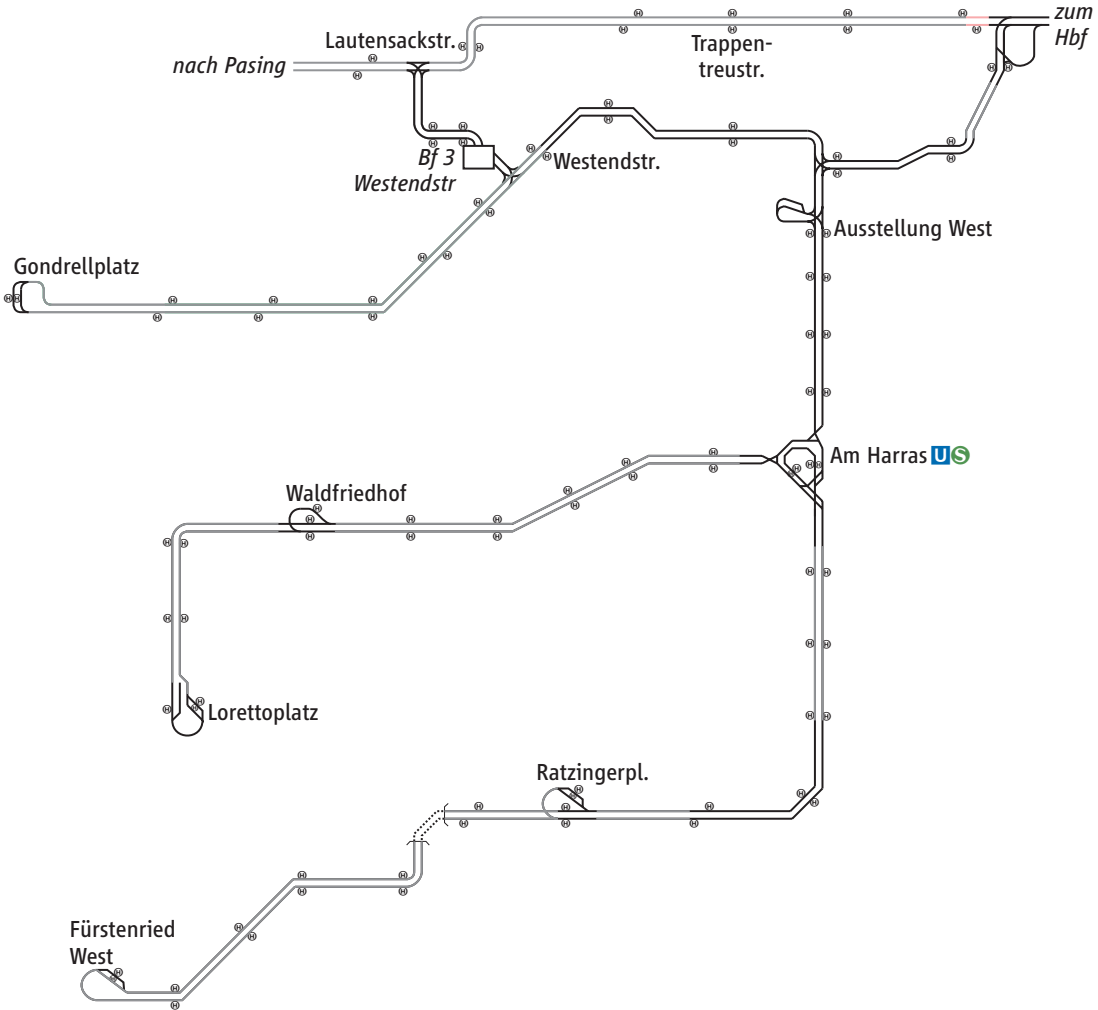 zum
Hbf
Lautensackstr.
Trappen-
treustr.
nach Pasing
Bf 3
Westendstr
Westendstr.
Ausstellung West
Gondrellplatz
Am Harras U S
Waldfriedhof
Lorettoplatz
Ratzingerpl.
Fürstenried
West